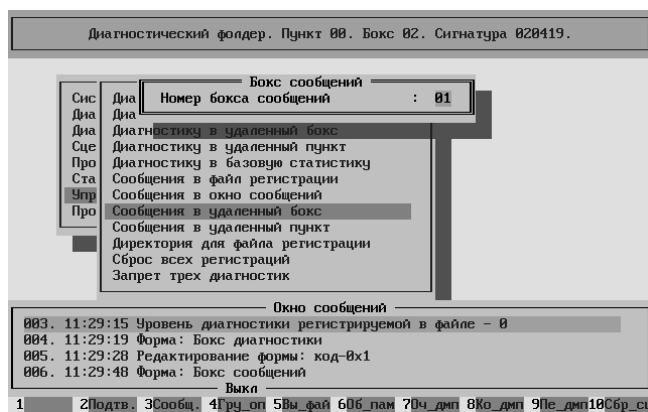 Диагностический фолдер. Пункт 00. Бокс 02. Сигнатура 020419.
Бокс сообщений
Номер бокса сообщений : 01
Сис
Диа
Диа
Сце
Про
Ста
Упр
Про
Диа
Диа
Диагностику в удаленный бокс
Диагностику в удаленный пункт
Диагностику в базовую статистику
Сообщения в файл регистрации
Сообщения в окно сообщений
Сообщения в удаленный бокс
Сообщения в удаленный пункт
Директория для файла регистрации
Сброс всех регистраций
Запрет трех диагностик
Окно сообщений
003. 11:29:15 Уровень диагностики регистрируемой в файле - 0
004. 11:29:19 Форма: Бокс диагностики
005. 11:29:28 Редактирование формы: код-0x1
006. 11:29:48 Форма: Бокс сообщений
Выкл
1 2Подтв. 3Сообщ. 4Гру_оп 5Вы_фай 6Об_пам 7Оч_дмп 8Ко_дмп 9Пе_дмп10Сбр_сц